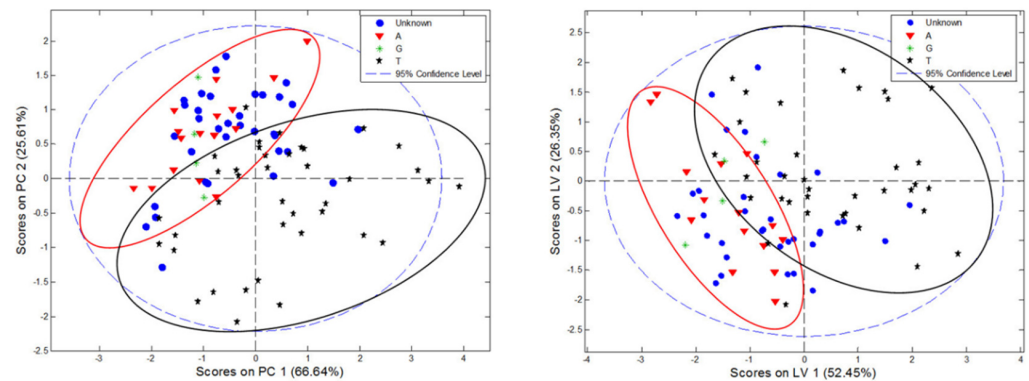 Unknown
A
G
T
95% Confidence Level
Scores on PC 2 (25.61%)
2
1.5
1
0.5
0
-0.5
-1
-1.5
-2
-2.5
-3 -2 -1 0 1 2 3 4
Scores on PC 1 (66.64%)
Unknown
A
G
T
95% Confidence Level
Scores on LV 2 (26.35%)
2.5
2
1.5
1
0.5
0
-0.5
-1
-1.5
-2
-2.5
-4 -3 -2 -1 0 1 2 3 4
Scores on LV 1 (52.45%)